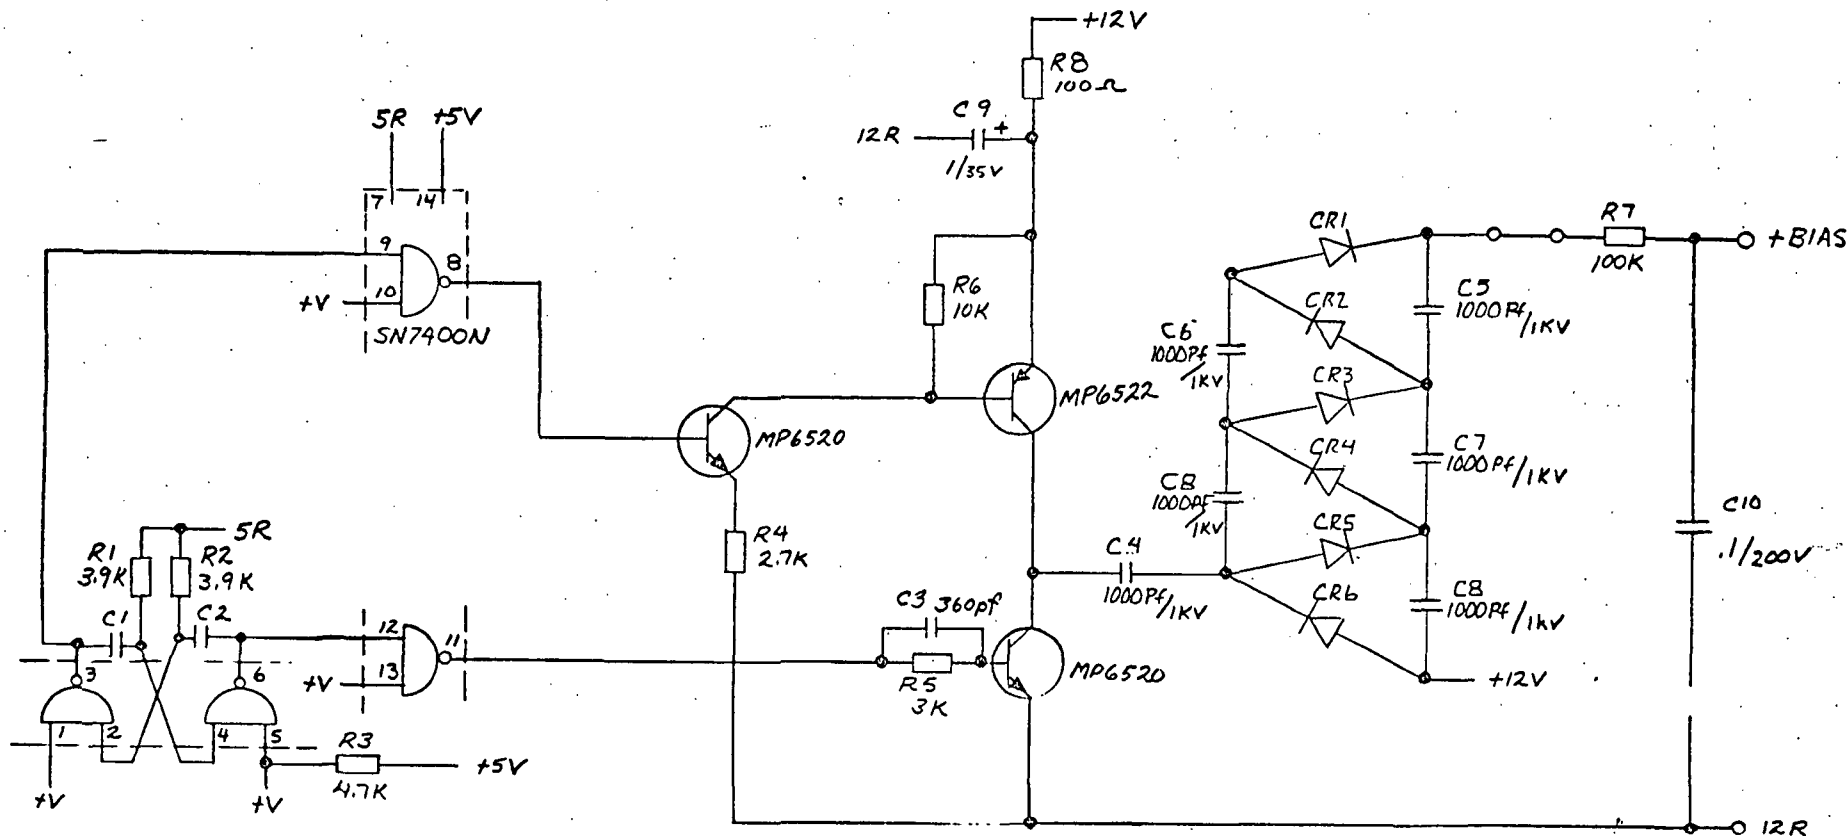 +12V
R8
100Ω
C9
+
12R
1/35V
5R
+5V
7
14
9
8
10
+V
SN7400N
R6
10K
MP6522
MP6520
CR1
R7
100K
+BIAS
C5
1000Pf/1KV
CR2
C6
1000Pf
/1KV
CR3
CR4
C7
1000Pf/1KV
C8
1000Pf
/1KV
CR5
C4
1000Pf/1KV
CR6
C8
1000Pf/1KV
+12V
C10
.1/200V
5R
R1
3.9K
R2
3.9K
C1
C2
R4
2.7K
C3 360pf
12
11
13
+V
R5
3K
MP6520
3
6
1
2
4
5
R3
4.7K
+5V
+V
+V
12R